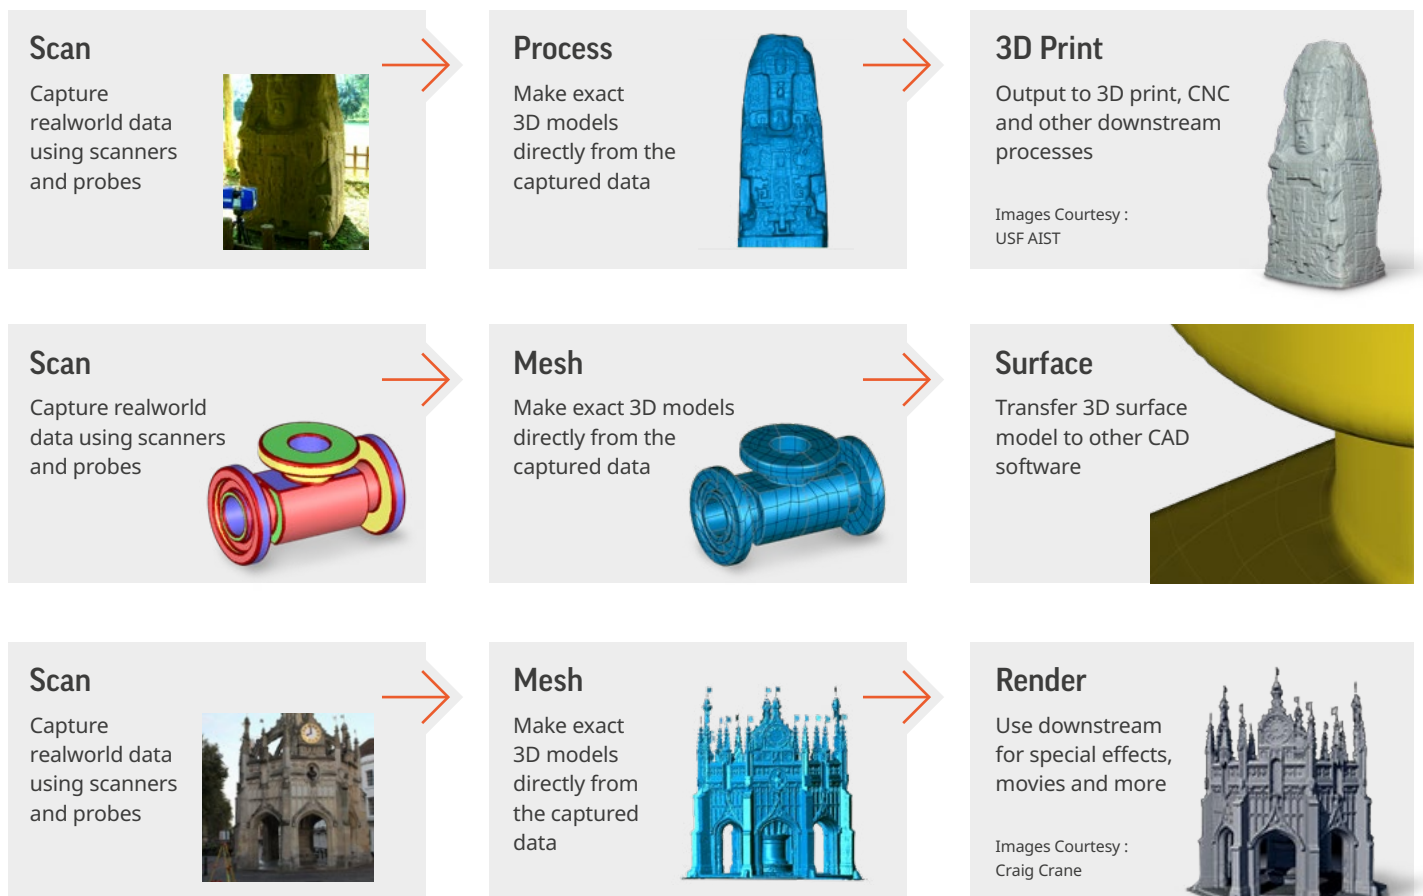 Scan
Capture
realworld data
using scanners
and probes
Process
Make exact
3D models
directly from the
captured data
3D Print
Output to 3D print, CNC
and other downstream
processes
Images Courtesy :
USF AIST
Scan
Capture realworld
data using scanners
and probes
Mesh
Make exact 3D models
directly from the
captured data
Surface
Transfer 3D surface
model to other CAD
software
Scan
Capture
realworld data
using scanners
and probes
Mesh
Make exact
3D models
directly from
the captured
data
Render
Use downstream
for special effects,
movies and more
Images Courtesy :
Craig Crane